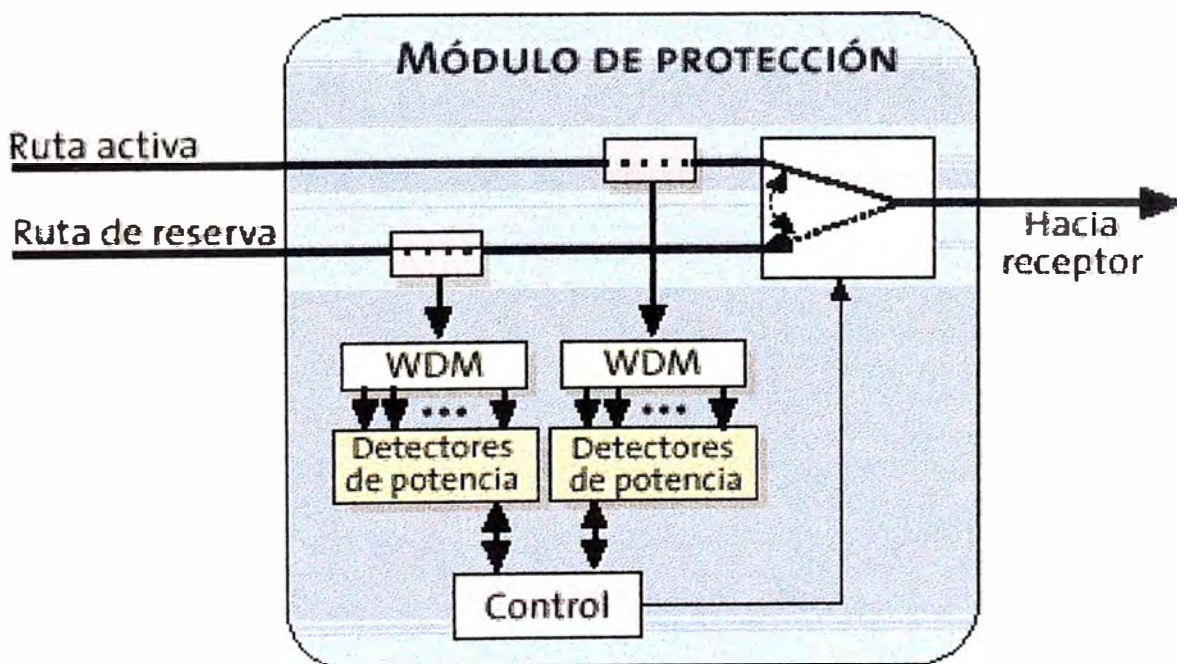 MÓDULO DE PROTECCIÓN
Ruta activa
Ruta de reserva
Hacia
receptor
WDM
WDM
Detectores
de potencia
Detectores
de potencia
Control